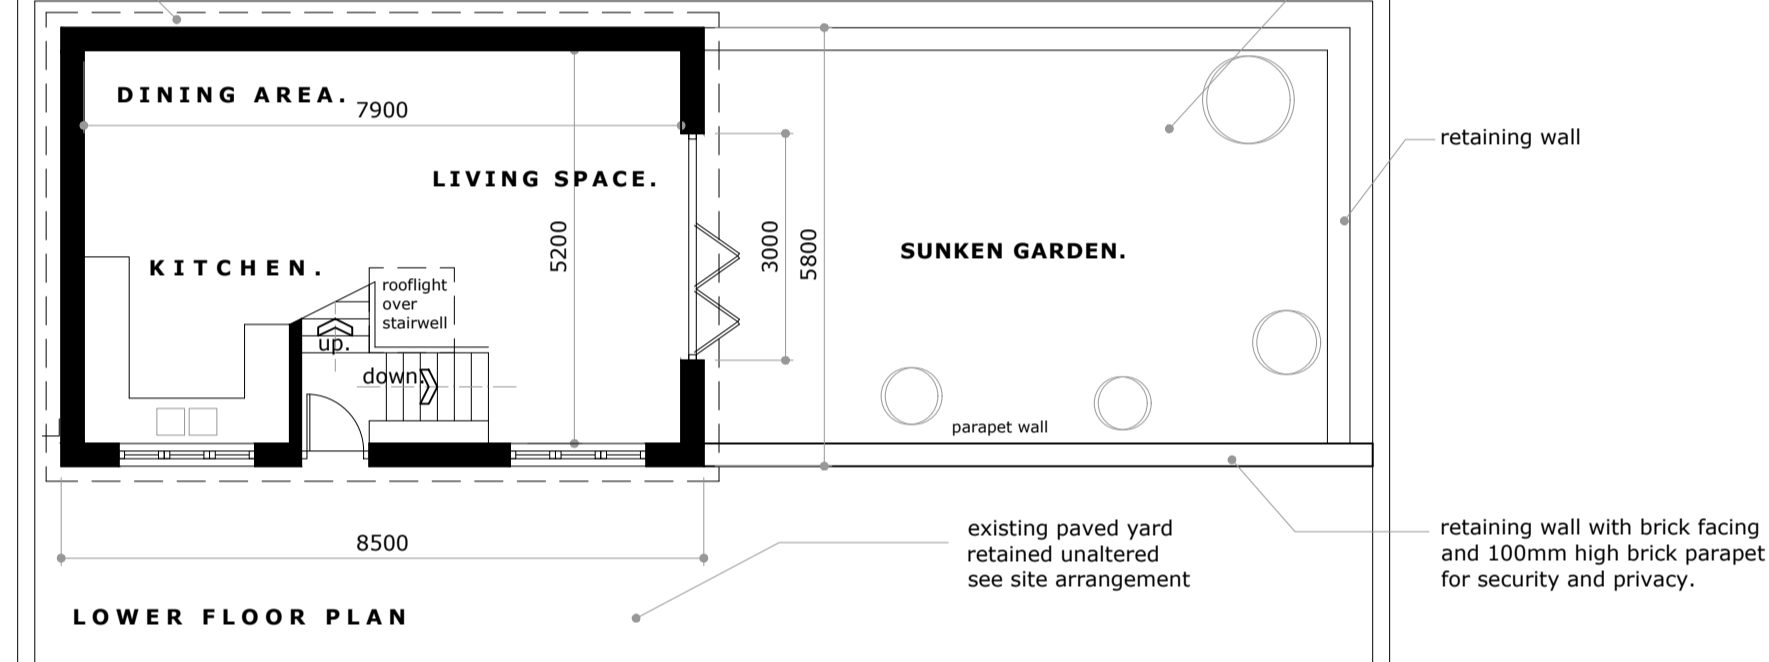 DINING AREA.
7900
retaining wall
LIVING SPACE.
5200
3000
5800
SUNKEN GARDEN.
KITCHEN.
rooflight
over
stairwell
up.
down.
parapet wall
8500
existing paved yard
retained unaltered
see site arrangement
retaining wall with brick facing
and 100mm high brick parapet
for security and privacy.
LOWER FLOOR PLAN